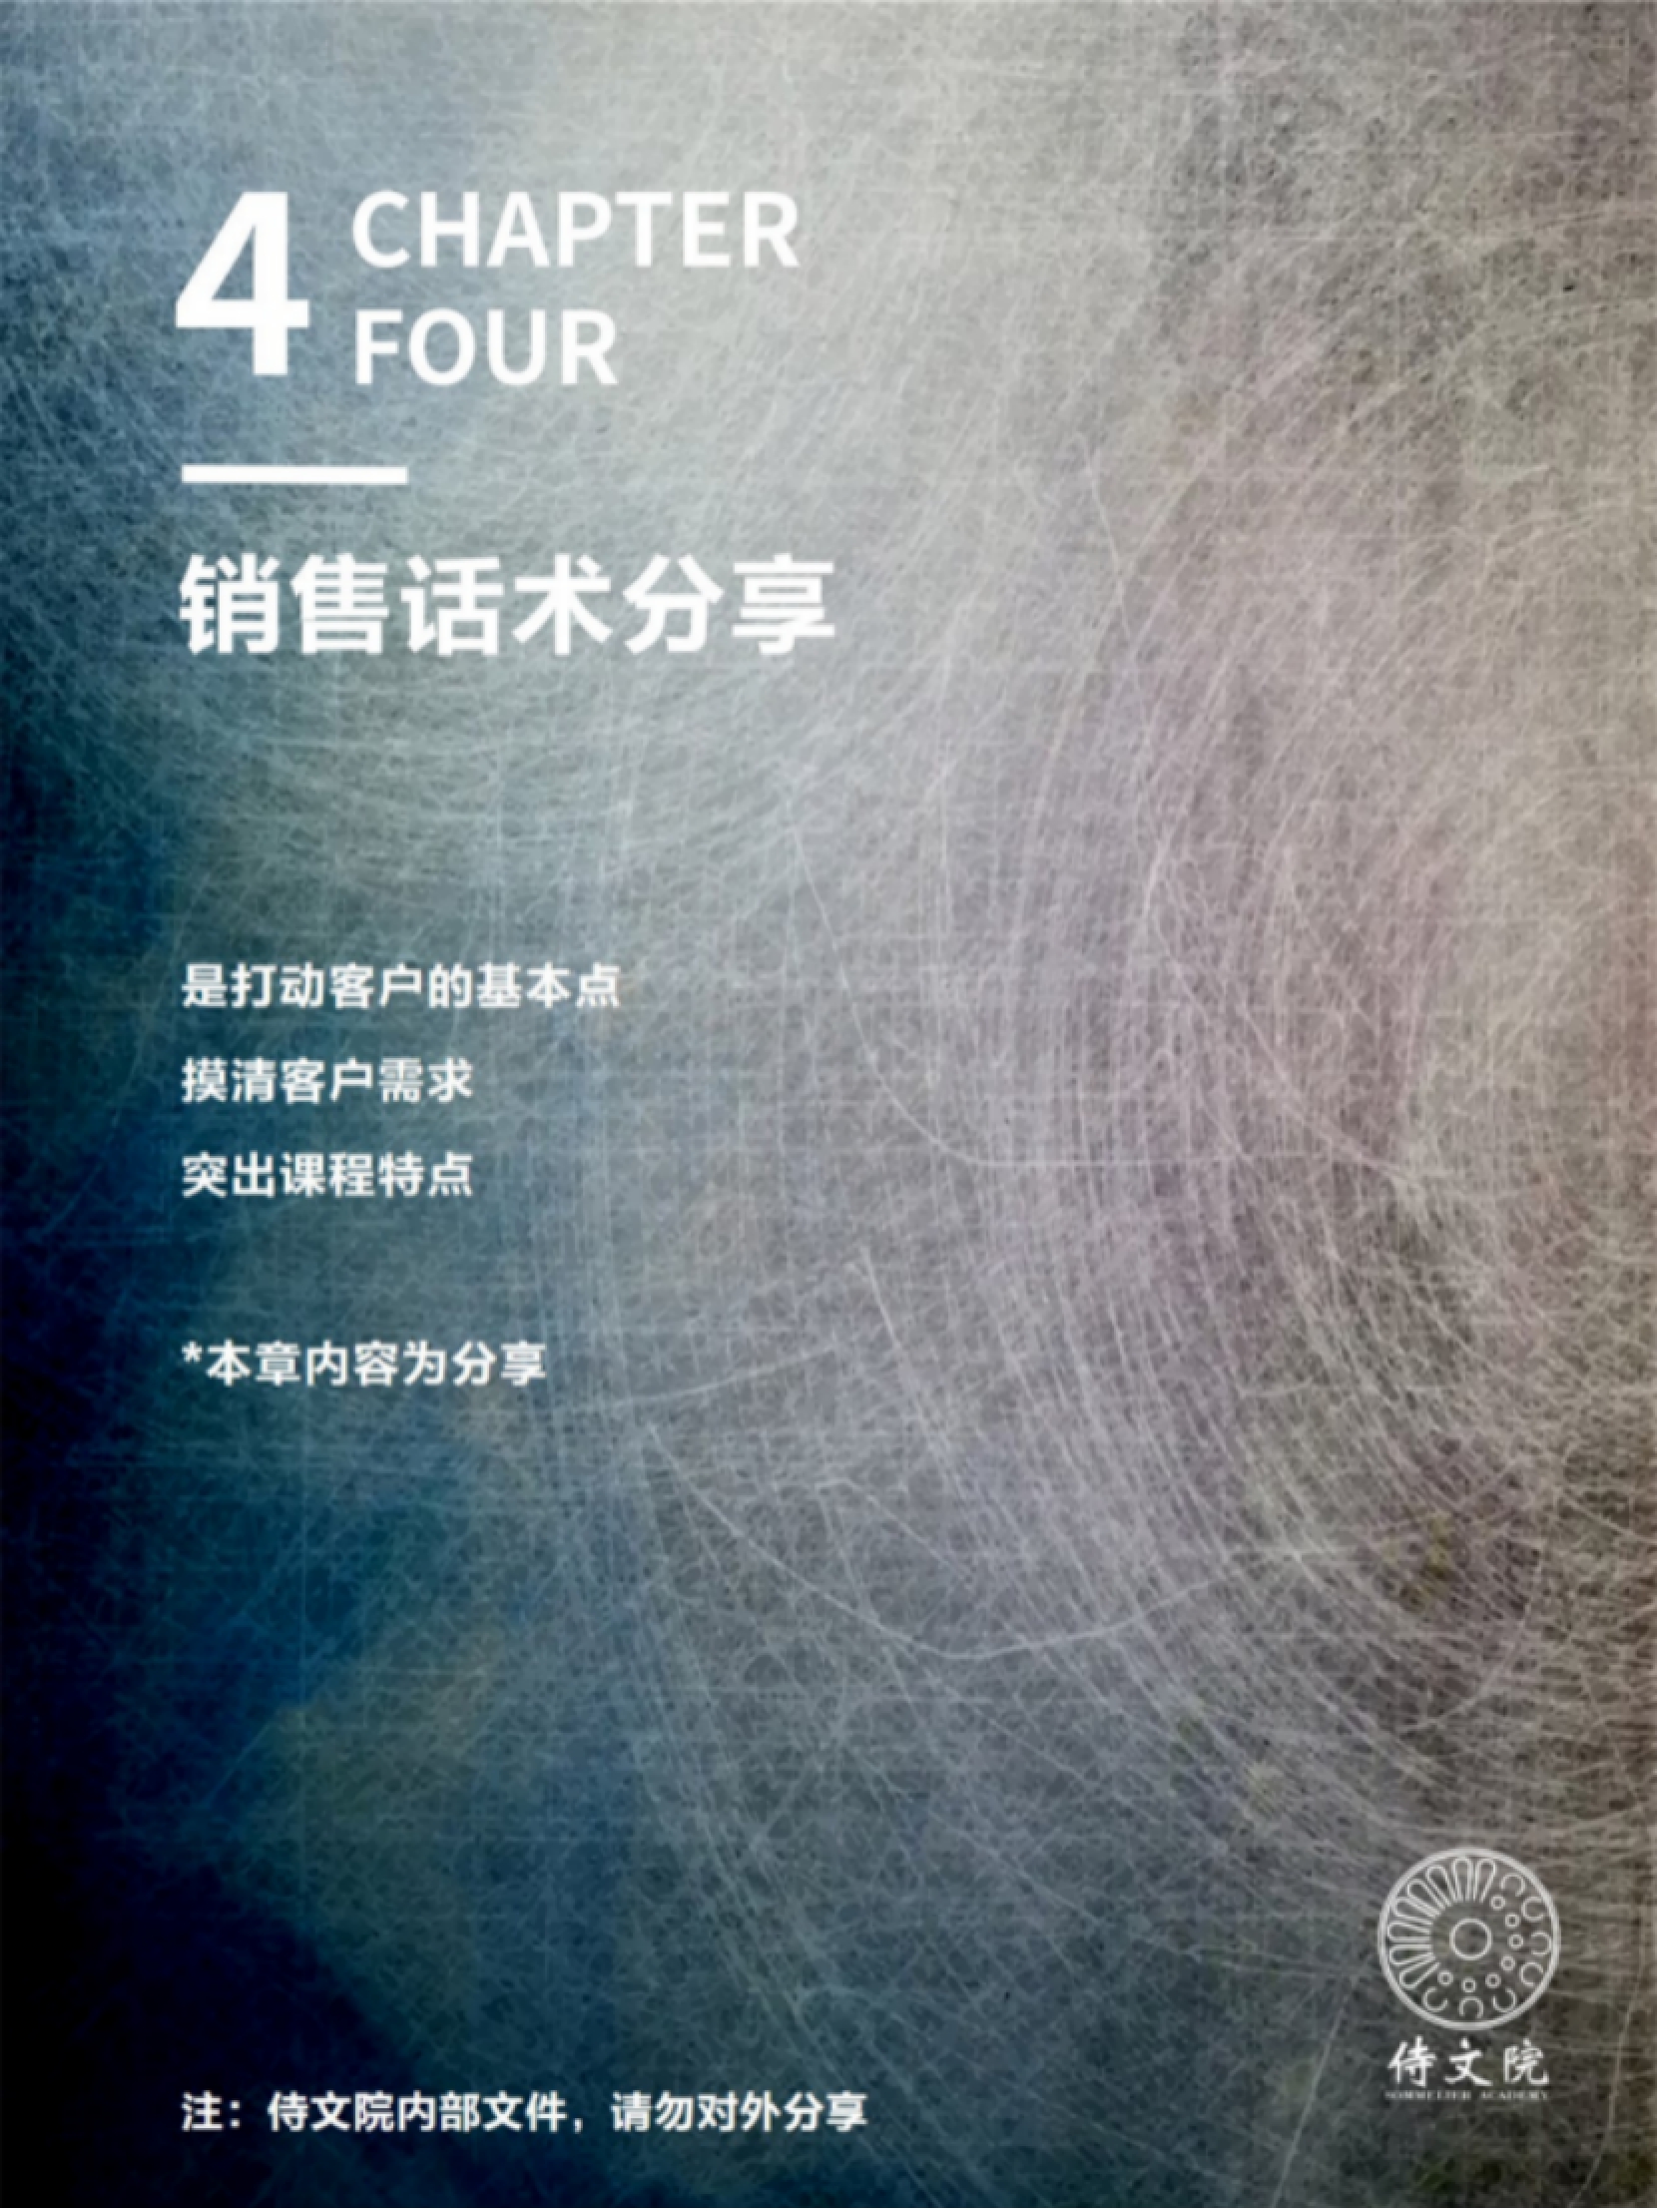 4 CHAPTER
FOUR
销售话术分享
是打动客户的基本点
摸清客户需求
突出课程特点
*本章内容为分享
侍文院
SOMMELIER ACADEMY
注：侍文院内部文件，请勿对外分享